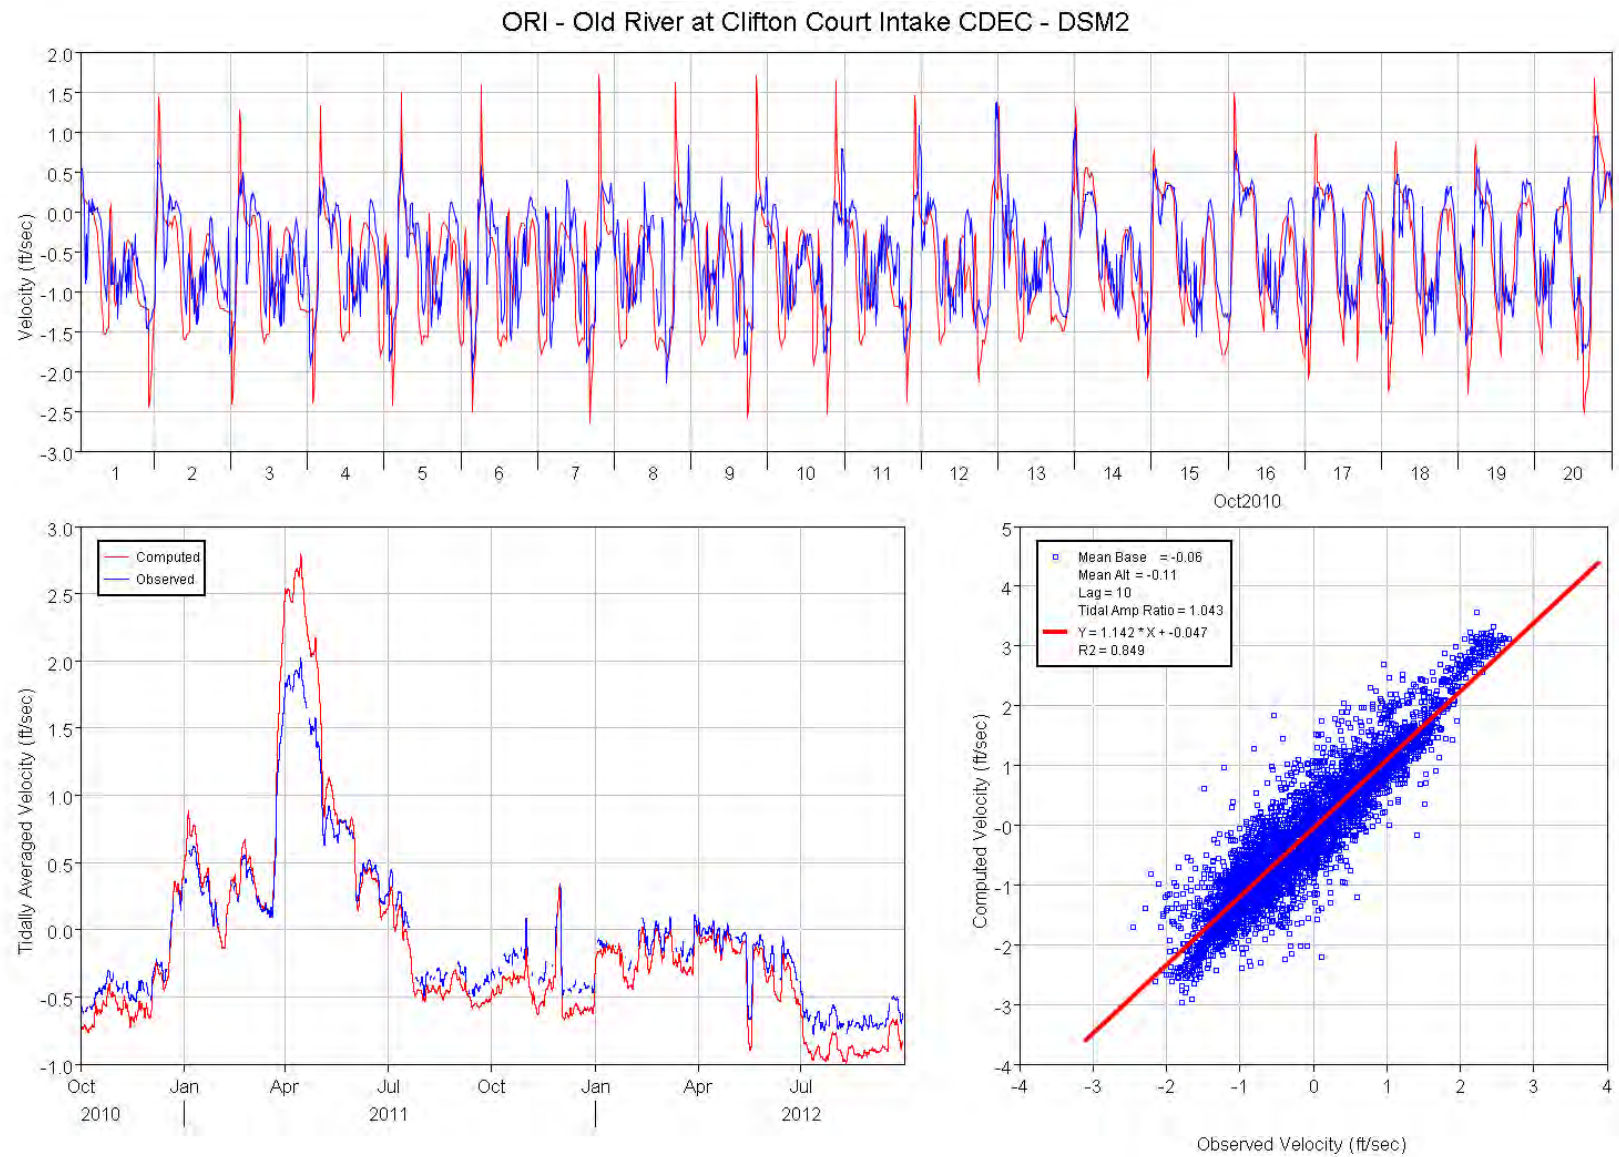 ORI - Old River at Clifton Court Intake CDEC - DSM2
2.0
1.5
1.0
0.5
0.0
-0.5
-1.0
-1.5
-2.0
-2.5
-3.0
Velocity (ft/sec)
1 2 3 4 5 6 7 8 9 10 11 12 13 14 15 16 17 18 19 20
Oct2010
3.0
2.5
2.0
1.5
1.0
0.5
0.0
-0.5
-1.0
Tidally Averaged Velocity (ft/sec)
Computed
Observed
Oct Jan Apr Jul Oct Jan Apr Jul
2010 2011 2012
5
4
3
2
1
-0
-1
-2
-3
-4
Computed Velocity (ft/sec)
Mean Base = -0.06
Mean Alt = -0.11
Lag = 10
Tidal Amp Ratio = 1.043
Y = 1.142 * X + -0.047
R2 = 0.849
-4 -3 -2 -1 0 1 2 3 4
Observed Velocity (ft/sec)